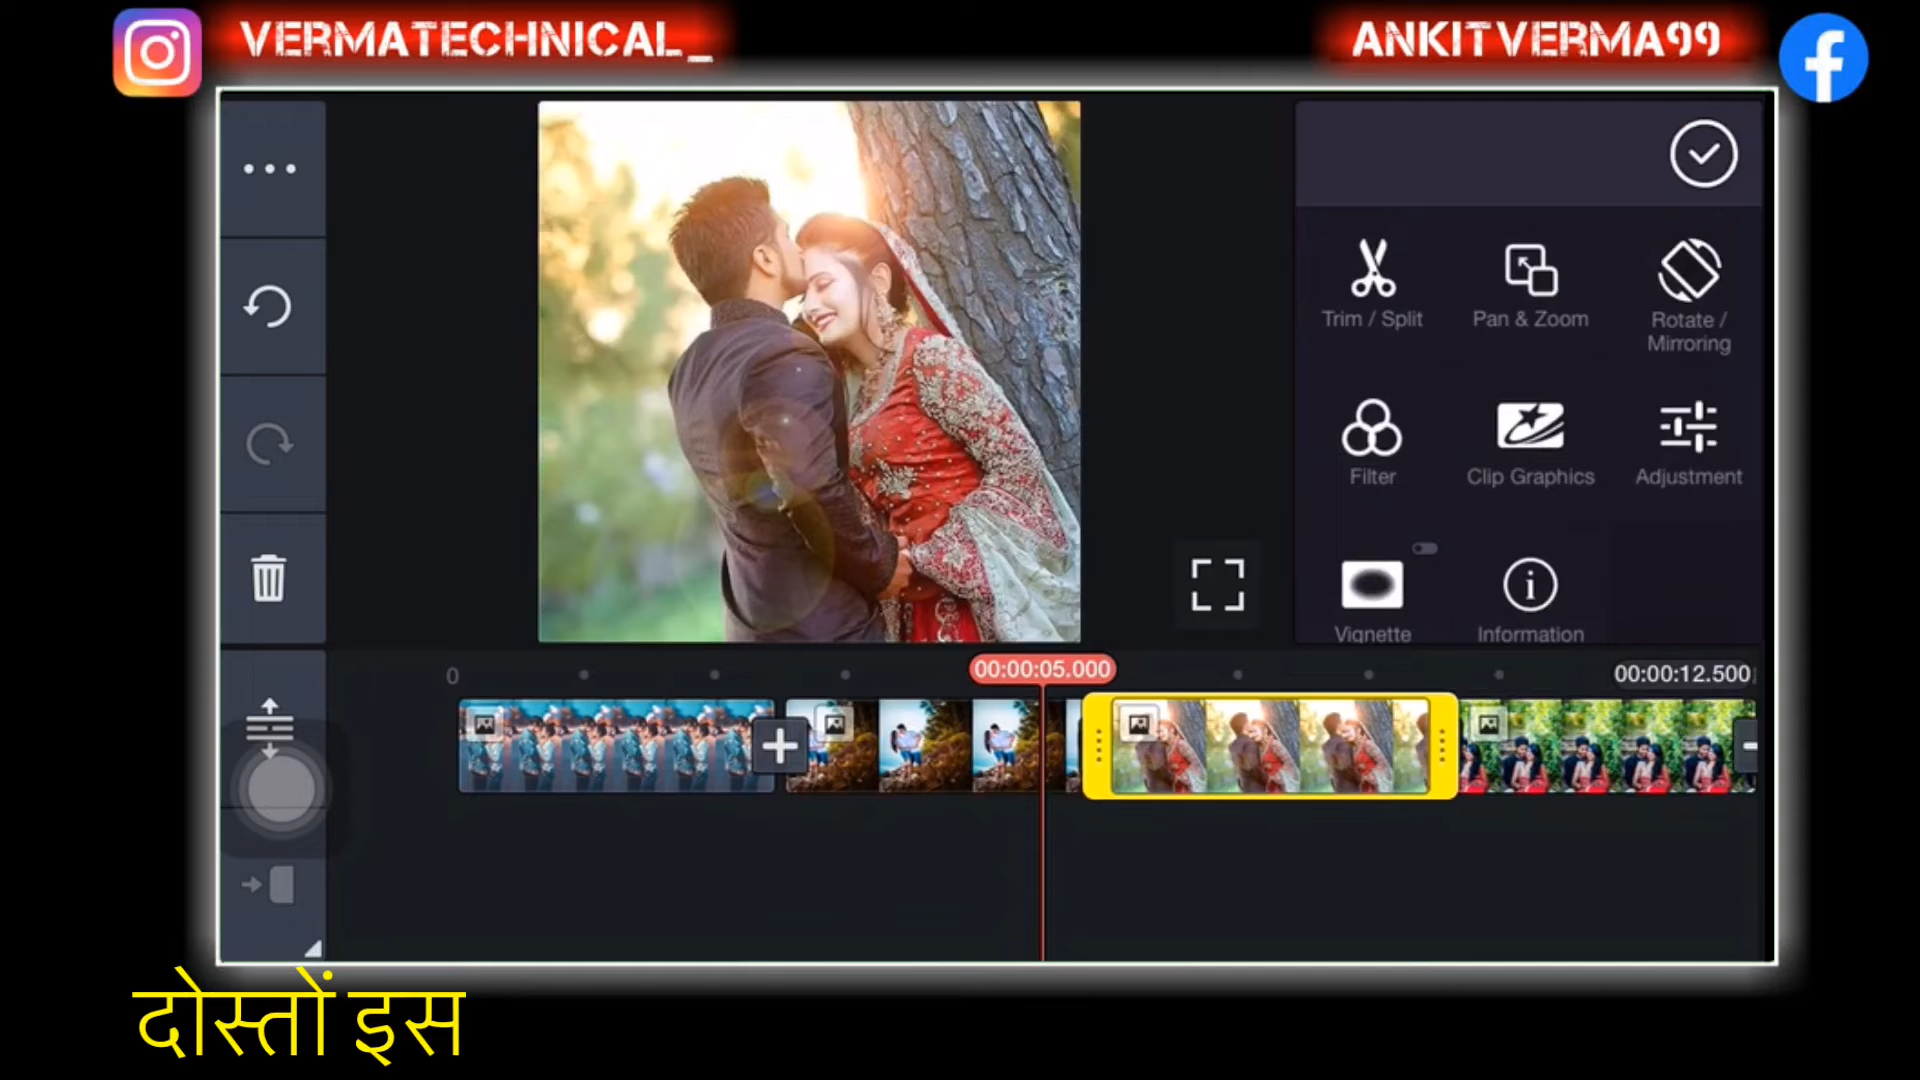 VERMATECHNICAL_
ANKITVERMA99
Trim / Split
Pan & Zoom
Rotate /
Mirroring
Filter
Clip Graphics
Adjustment
Vignette
Information
0
00:00:05.000
00:00:12.500
दोस्तों इस